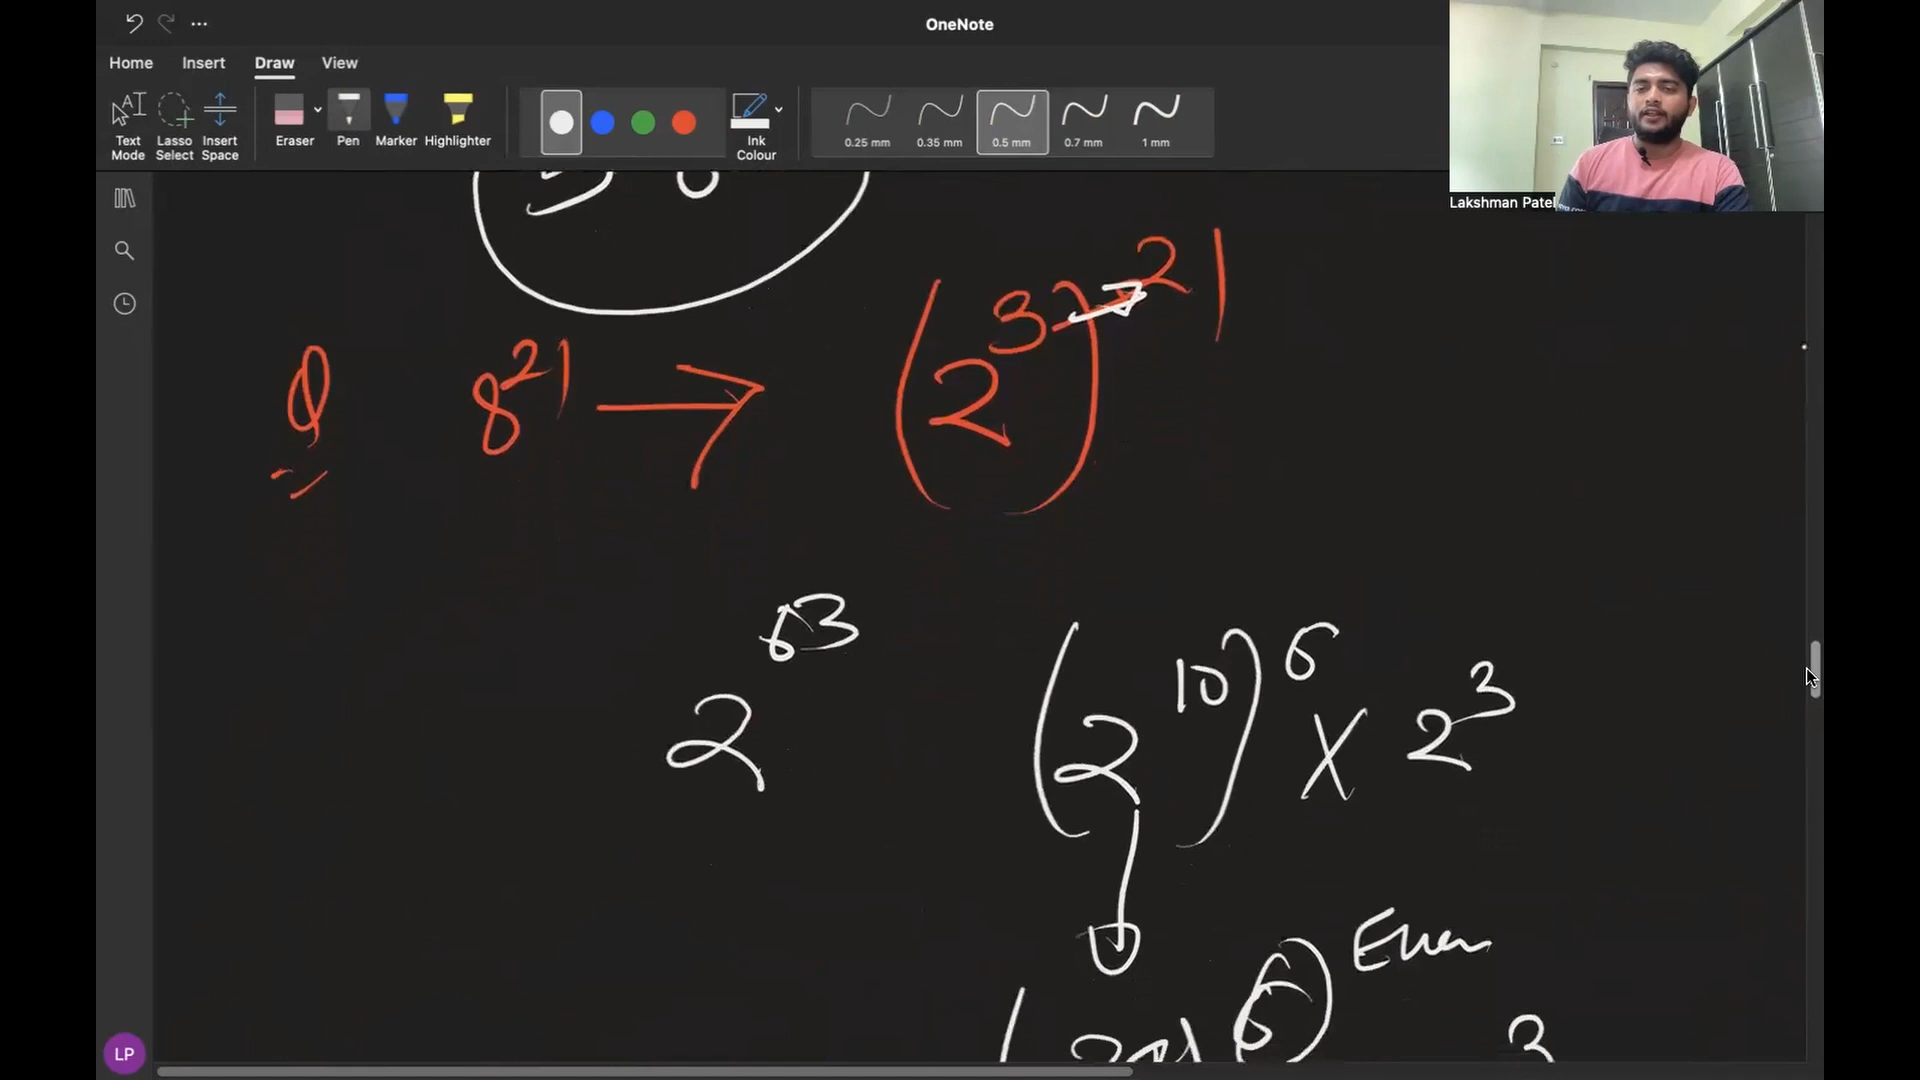 OneNote
Home Insert Draw View
Text Mode
Lasso Select
Insert Space
Eraser
Pen
Marker
Highlighter
Ink Colour
0.25 mm
0.35 mm
0.5 mm
0.7 mm
1 mm
Lakshman Patel
Q 8^21 → (2^3)^21
2^63 (2^10)^6 X 2^3
Even
LP